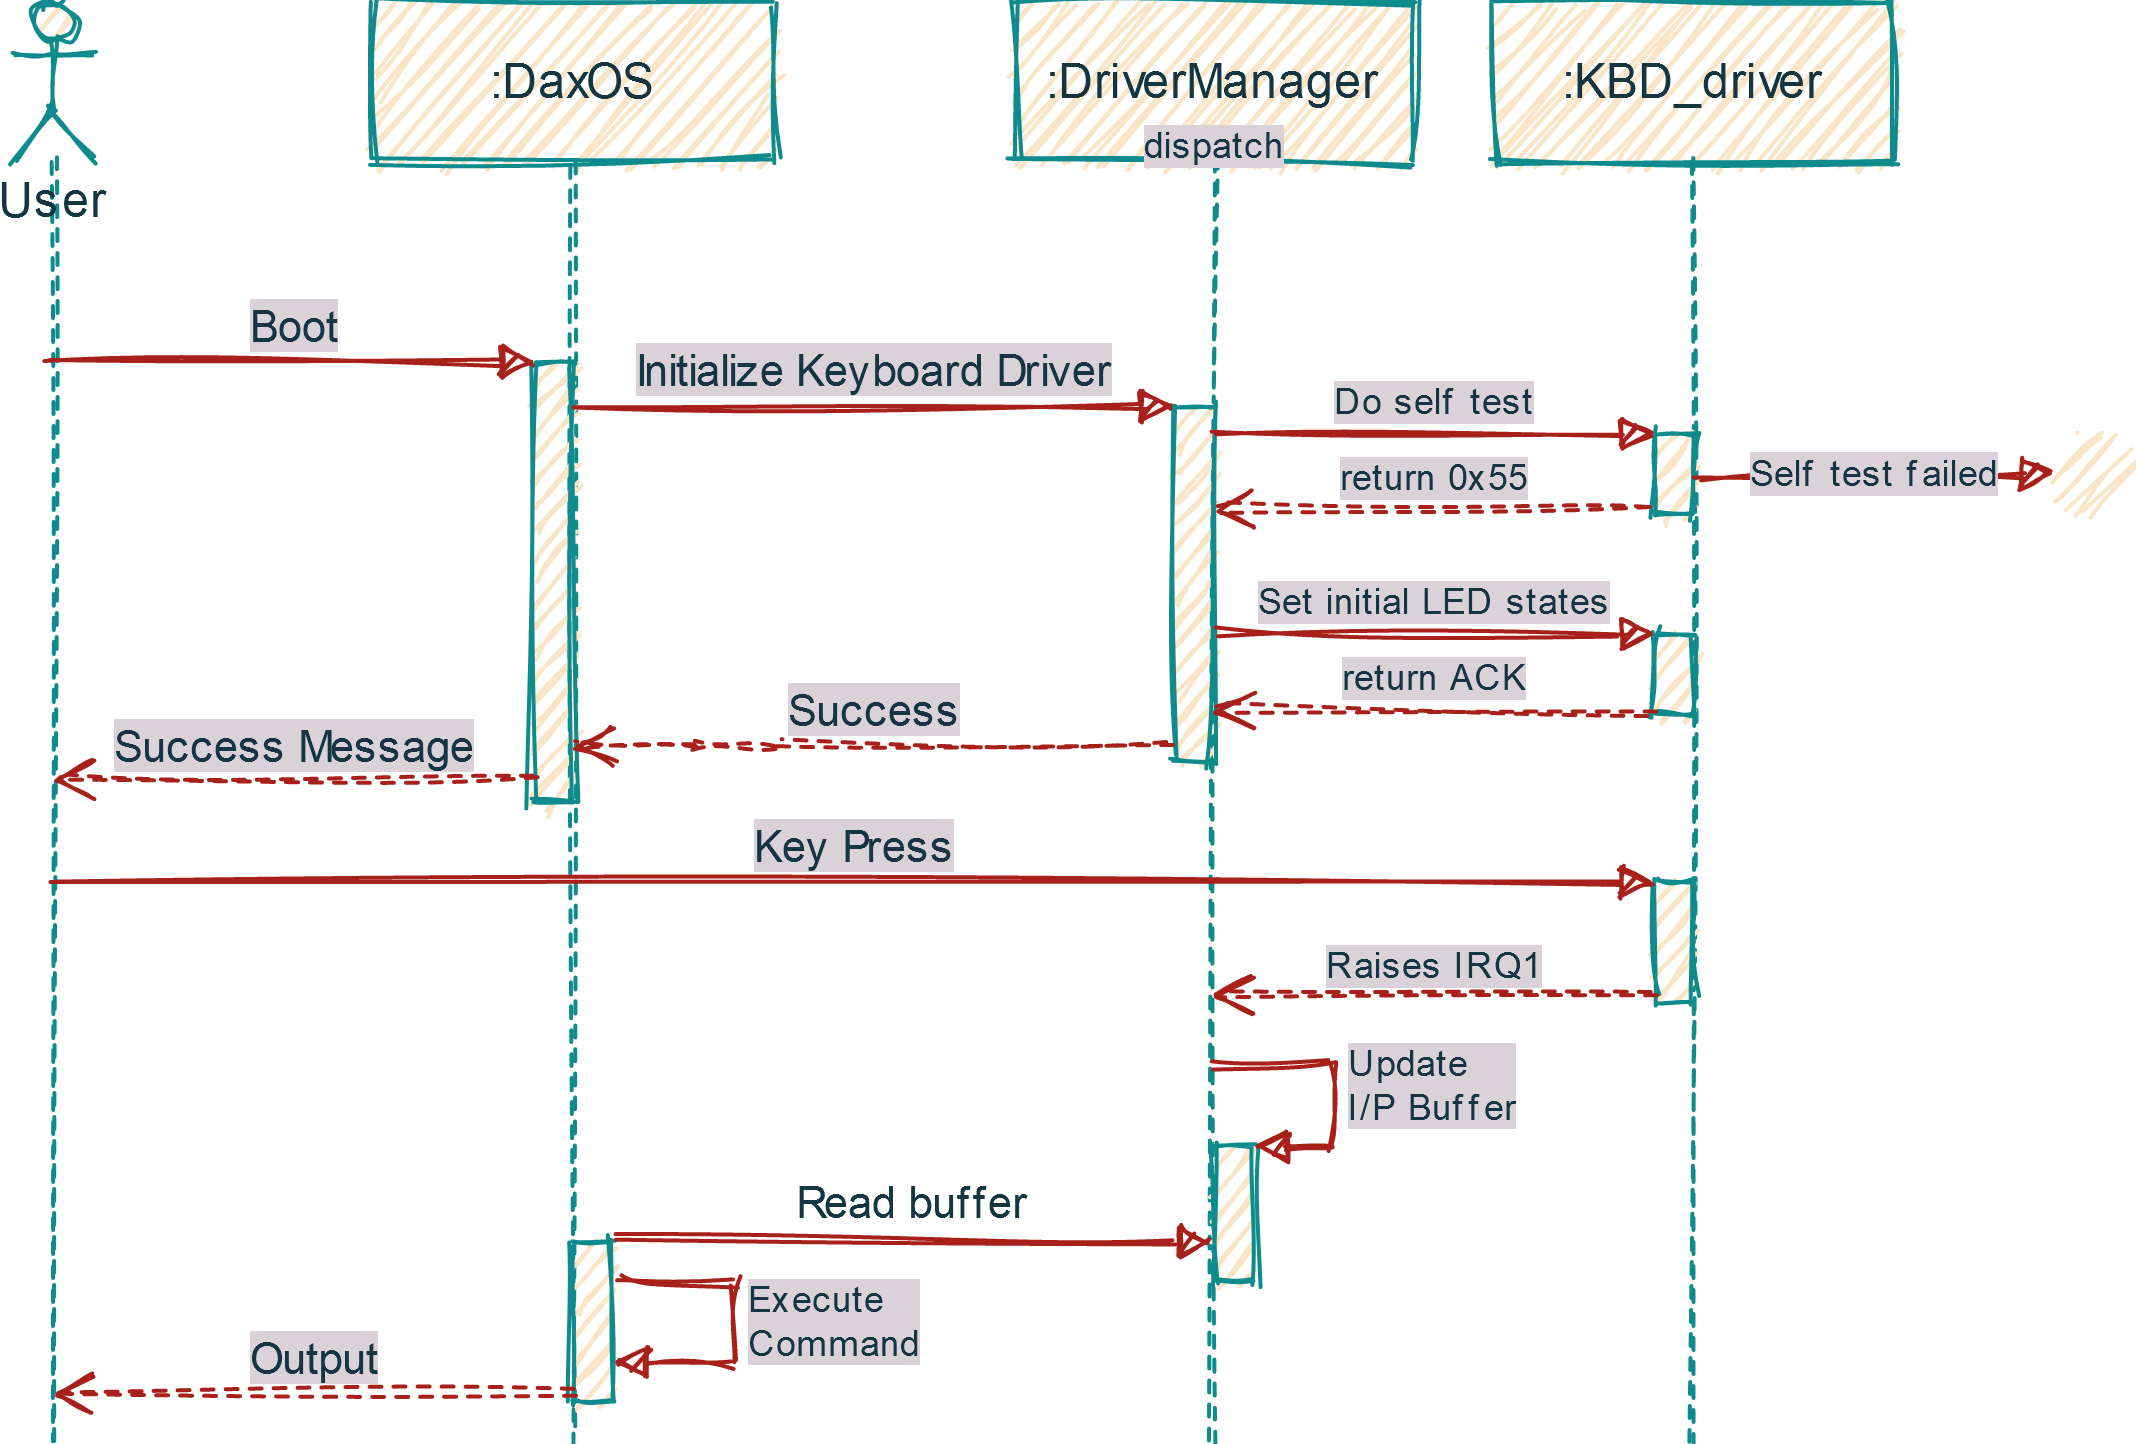 :DaxOS
:DriverManager
:KBD_driver
dispatch
User
Boot
Initialize Keyboard Driver
Do self test
return 0x55
Self test failed
Set initial LED states
return ACK
Success
Success Message
Key Press
Raises IRQ1
Update
I/P Buffer
Read buffer
Execute
Command
Output